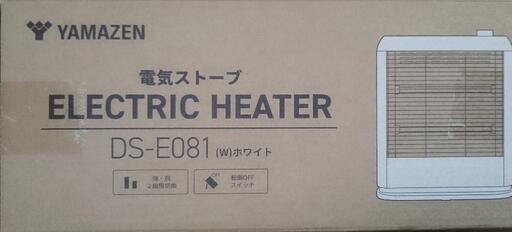 YAMAZEN
電気ストーブ
ELECTRIC HEATER
DS-E081 (W)ホワイト
強・弱
2段階切換
OFF
転倒OFF
スイッチ